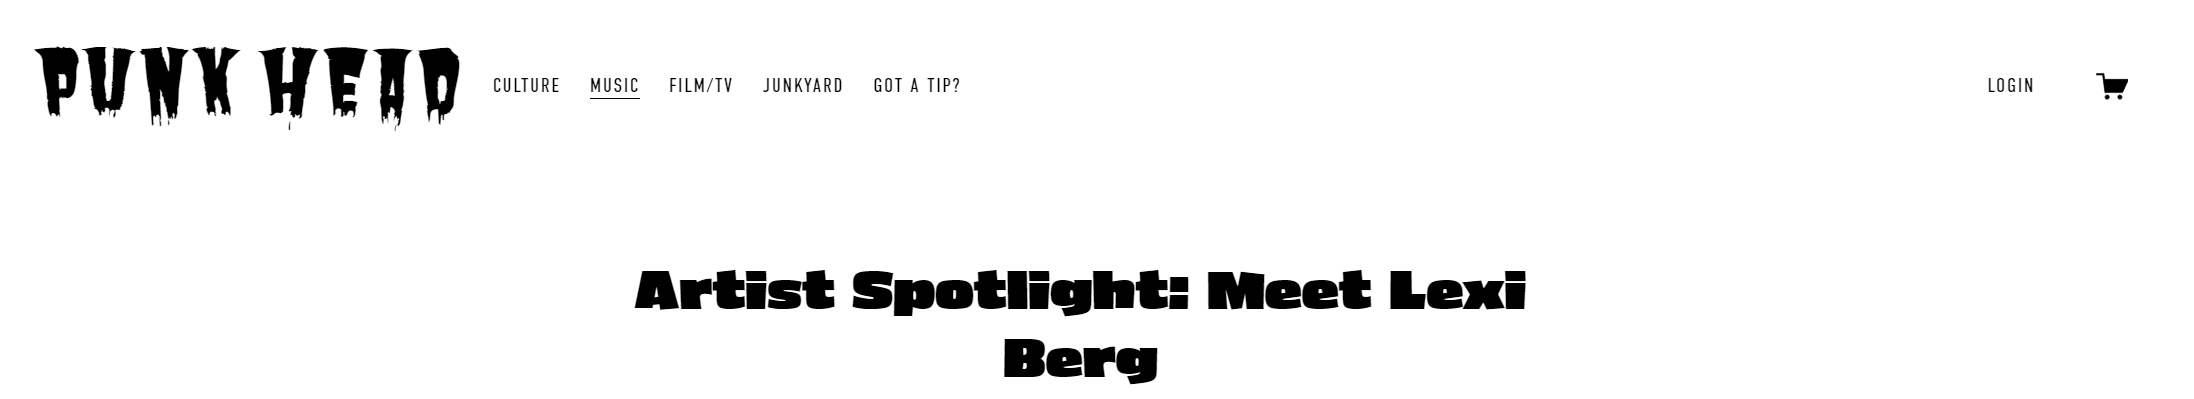 PUNK HEAD
CULTURE MUSIC FILM/TV JUNKYARD GOT A TIP? LOGIN
Artist Spotlight: Meet Lexi
Berg